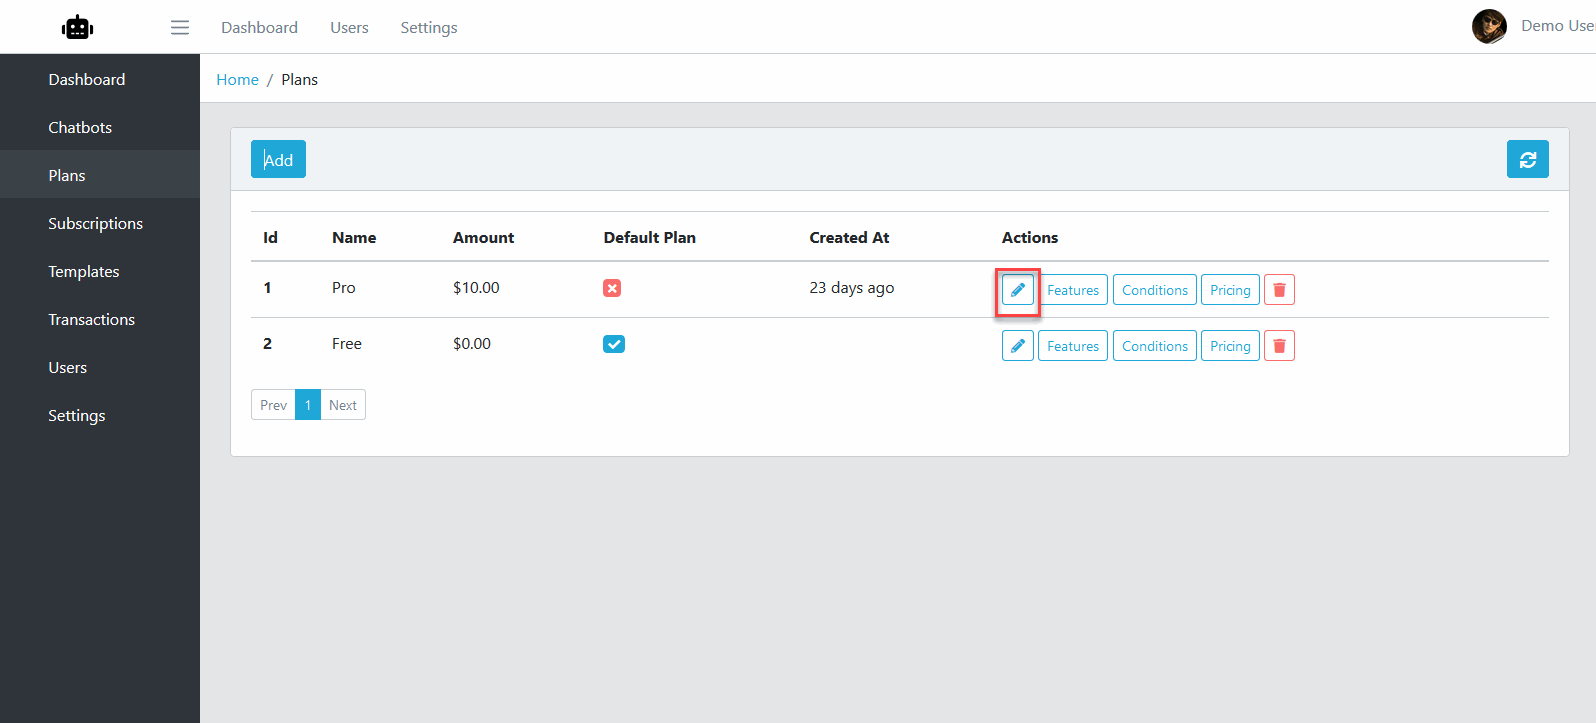 Dashboard Users Settings Demo Use
Dashboard
Chatbots
Plans
Subscriptions
Templates
Transactions
Users
Settings
Home / Plans
Add
Id Name Amount Default Plan Created At Actions
1 Pro $10.00 23 days ago Features Conditions Pricing
2 Free $0.00 Features Conditions Pricing
Prev 1 Next